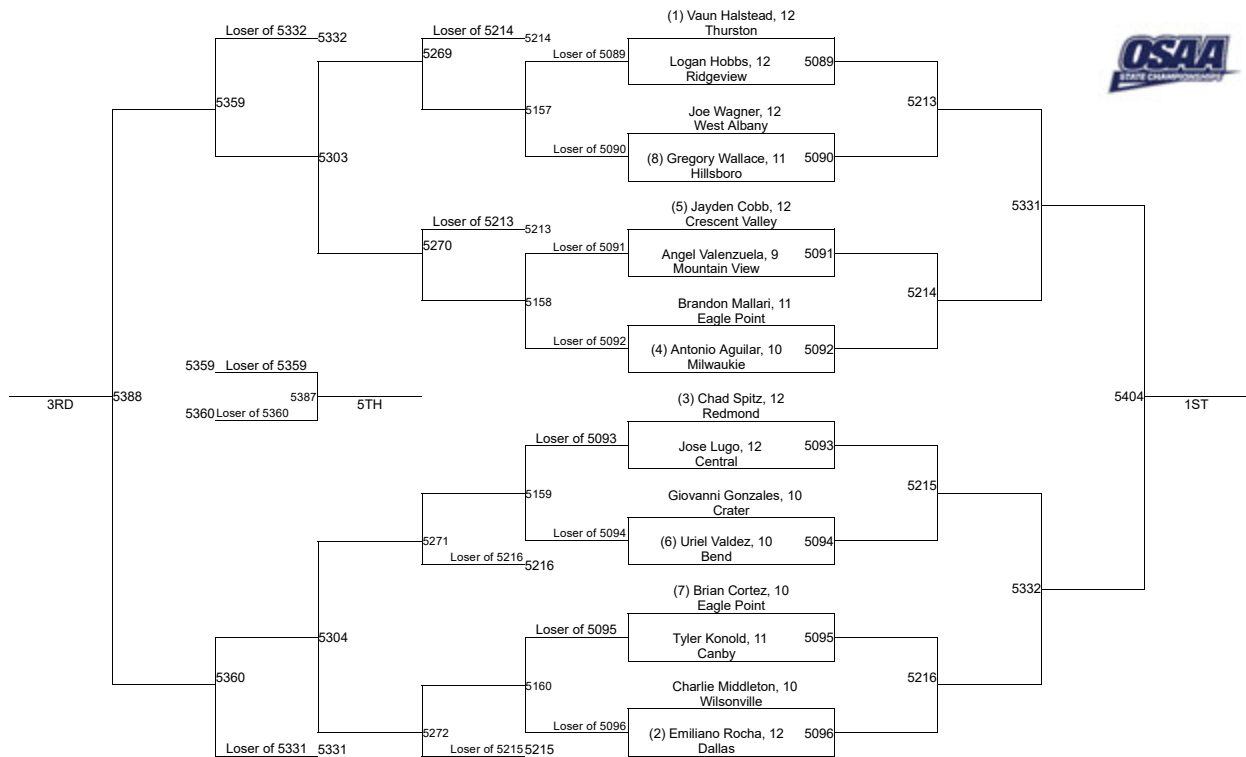 (1) Vaun Halstead, 12
Thurston
Loser of 5332 5332
Loser of 5214 5214
5269
Loser of 5089
Logan Hobbs, 12 5089
Ridgeview
OSAA
STATE CHAMPIONSHIPS
5359
5157
Joe Wagner, 12
West Albany
5213
5303
Loser of 5090
(8) Gregory Wallace, 11 5090
Hillsboro
(5) Jayden Cobb, 12
Crescent Valley
5331
Loser of 5213 5213
5270
Loser of 5091
Angel Valenzuela, 9 5091
Mountain View
5158
Brandon Mallari, 11
Eagle Point
5214
Loser of 5092
(4) Antonio Aguilar, 10 5092
Milwaukie
5359 Loser of 5359
3RD
5388
5387
5TH
5360 Loser of 5360
(3) Chad Spitz, 12
Redmond
5404
1ST
Loser of 5093
Jose Lugo, 12 5093
Central
5159
Giovanni Gonzales, 10
Crater
5215
5271
Loser of 5094
(6) Uriel Valdez, 10 5094
Bend
Loser of 5216 5216
(7) Brian Cortez, 10
Eagle Point
5332
5304
Loser of 5095
Tyler Konold, 11 5095
Canby
5360
5160
Charlie Middleton, 10
Wilsonville
5216
5272
Loser of 5096
(2) Emiliano Rocha, 12 5096
Dallas
Loser of 5331 5331
Loser of 5215 5215